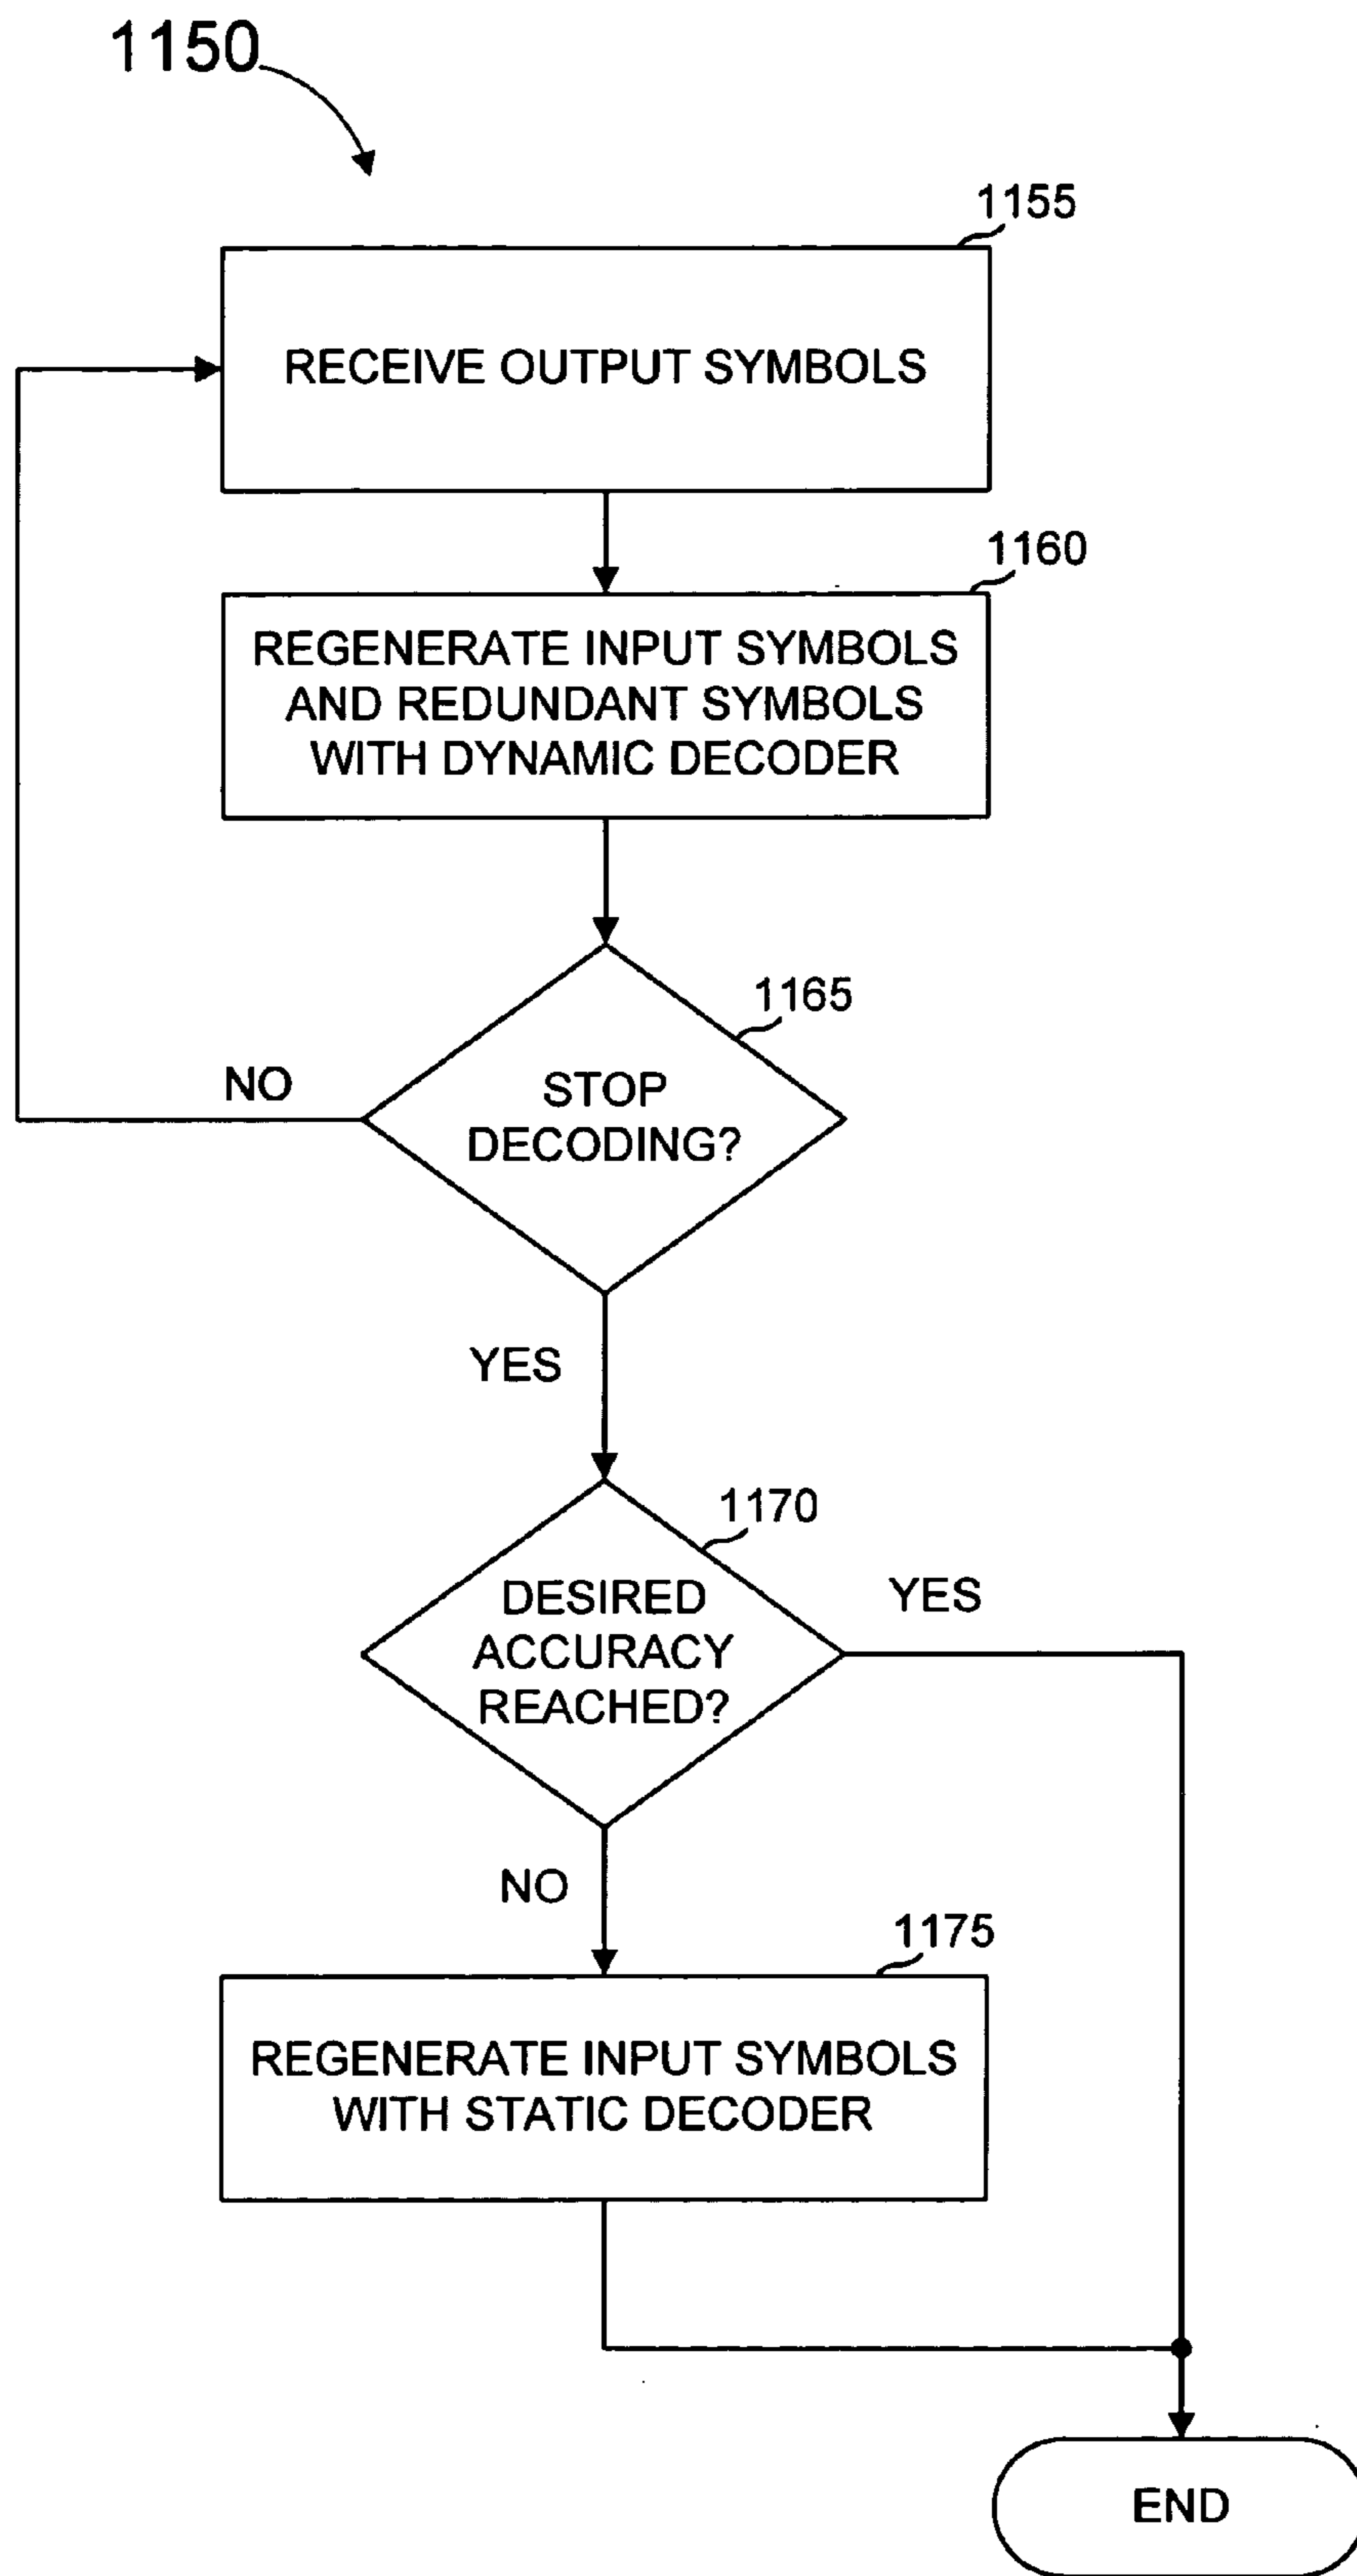 1150
1155
RECEIVE OUTPUT SYMBOLS
1160
REGENERATE INPUT SYMBOLS
AND REDUNDANT SYMBOLS
WITH DYNAMIC DECODER
1165
NO
STOP
DECODING?
YES
1170
DESIRED
ACCURACY
REACHED?
YES
NO
1175
REGENERATE INPUT SYMBOLS
WITH STATIC DECODER
END